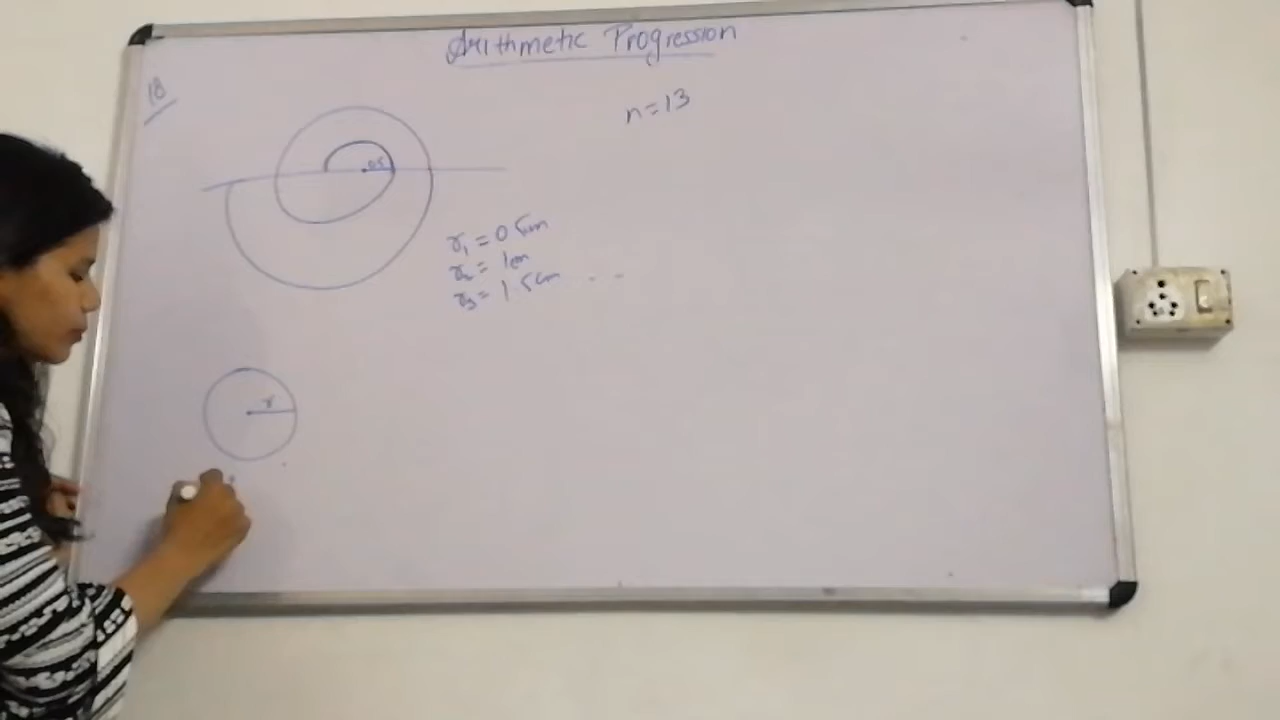 Arithmetic Progression
18
n=13
0.5
r₁ = 0.5cm
r₂ = 1cm
r₃ = 1.5cm . . -
r